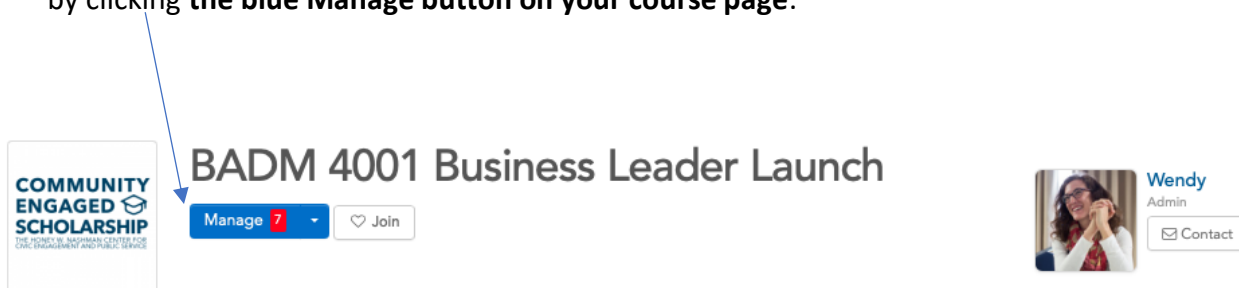 by clicking the blue Manage button on your course page.
BADM 4001 Business Leader Launch
COMMUNITY
ENGAGED
SCHOLARSHIP
THE HONEY W. NASHMAN CENTER FOR
CIVIC ENGAGEMENT AND PUBLIC SERVICE
Manage 7
Join
Wendy
Admin
Contact